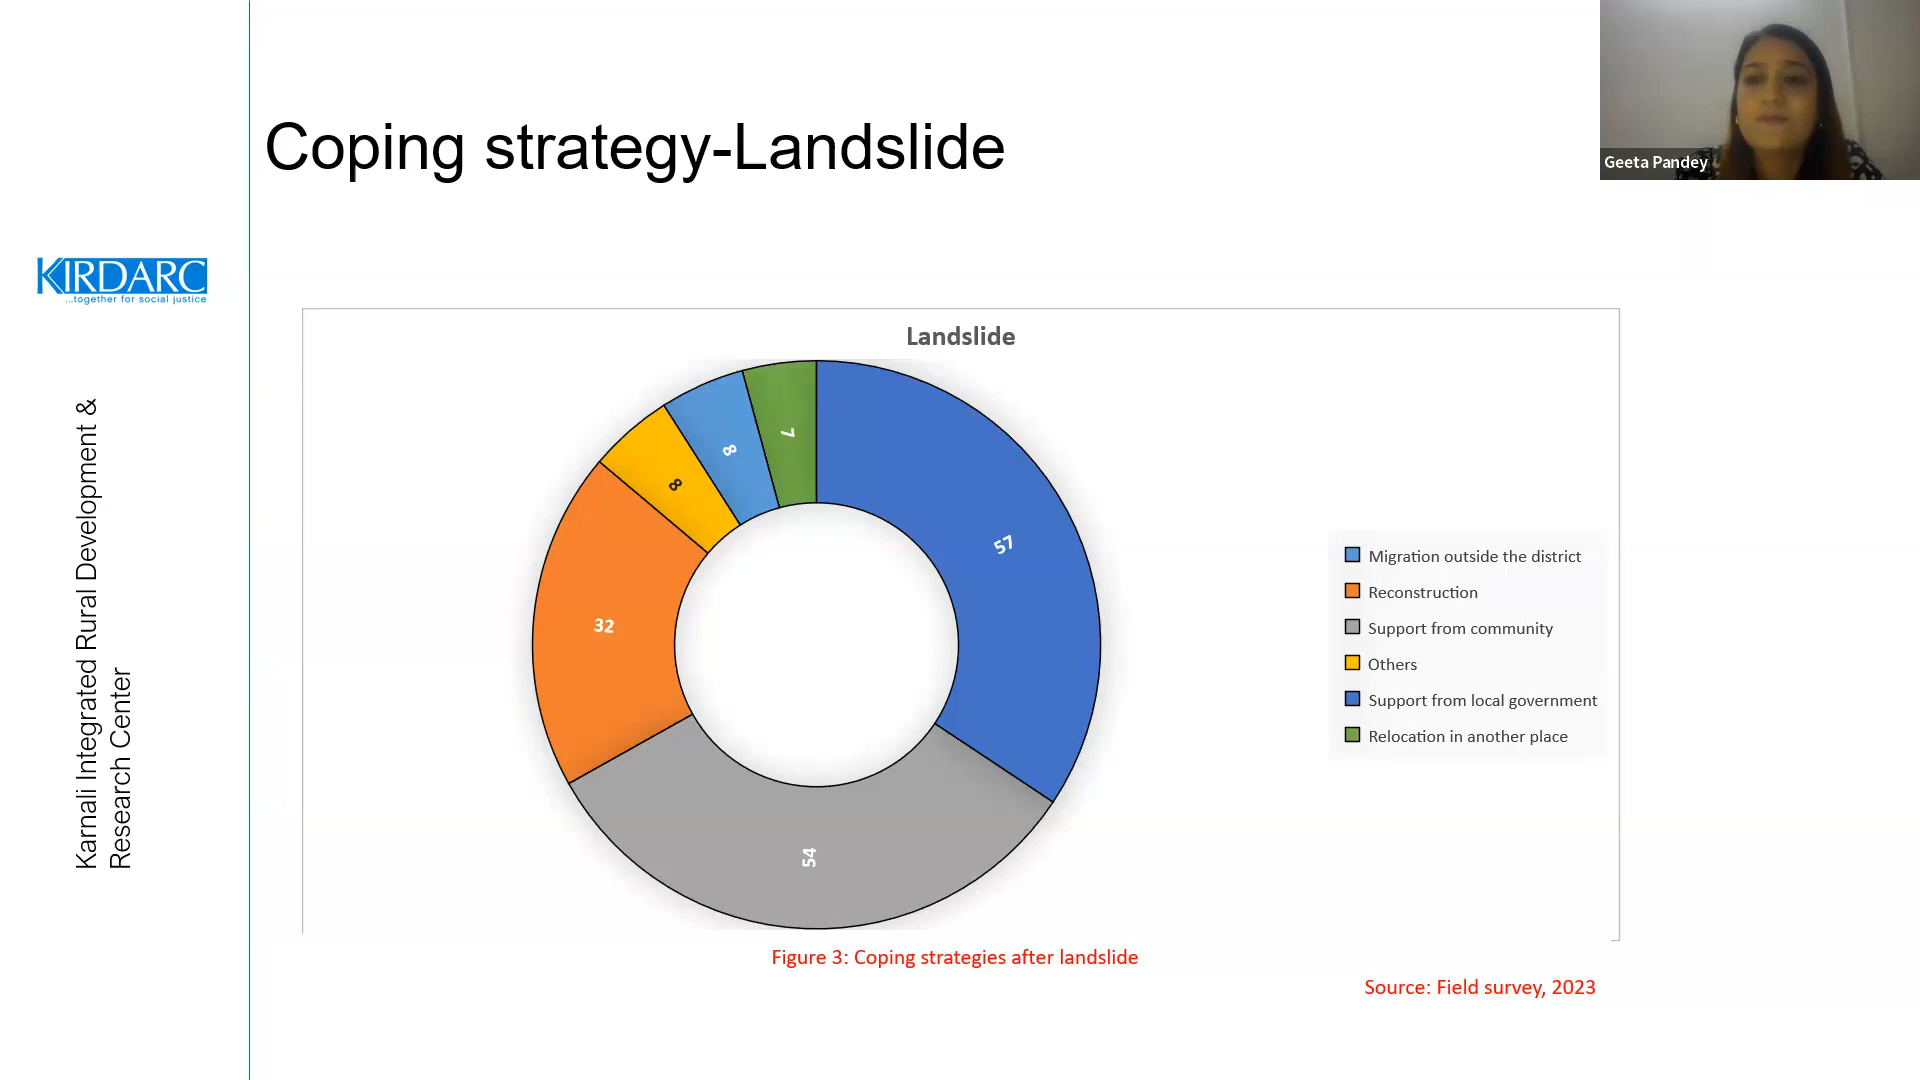 Coping strategy-Landslide
Geeta Pandey
KIRDARC
...together for social justice
Karnali Integrated Rural Development &
Research Center
Landslide
57
54
32
8
8
7
Migration outside the district
Reconstruction
Support from community
Others
Support from local government
Relocation in another place
Figure 3: Coping strategies after landslide
Source: Field survey, 2023